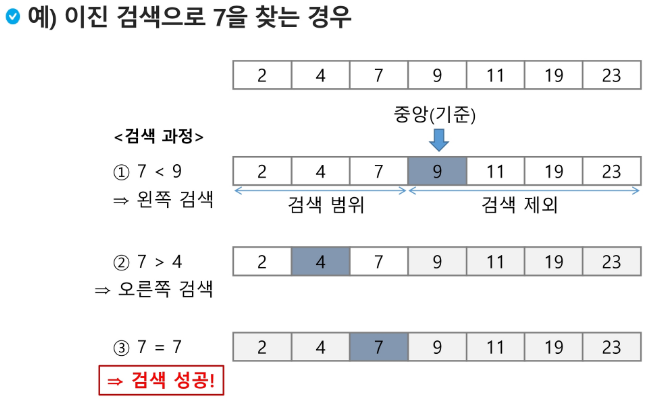 예) 이진 검색으로 7을 찾는 경우
2 4 7 9 11 19 23
중앙(기준)
<검색 과정>
① 7 < 9
⇒ 왼쪽 검색
2 4 7 9 11 19 23
검색 범위 검색 제외
② 7 > 4
⇒ 오른쪽 검색
2 4 7 9 11 19 23
③ 7 = 7
⇒ 검색 성공!
2 4 7 9 11 19 23